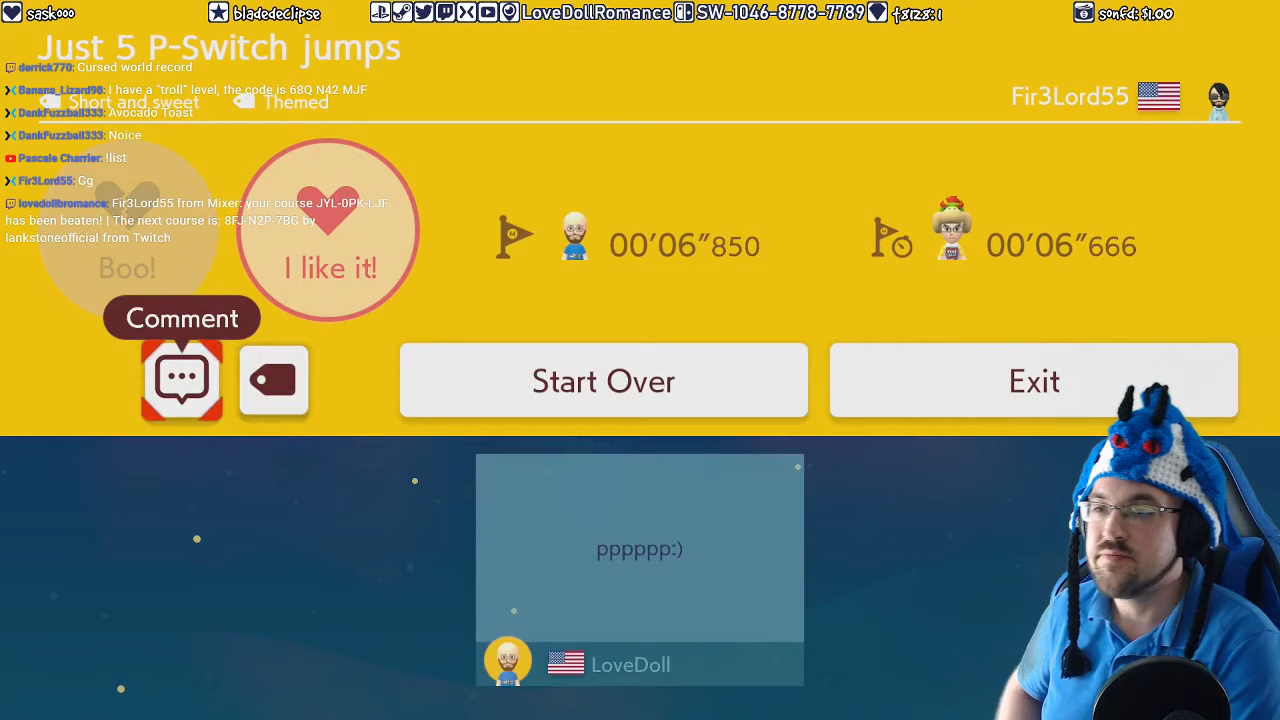 saskooo
bladedeclipse
LoveDollRomance
SW-1046-8778-7789
f8128: 1
sonfd: $1.00
Just 5 P-Switch jumps
derrick770: Cursed world record
Banana_Lizard98: I have a "troll" level, the code is 68Q N42 MJF
Short and sweet
Themed
Fir3Lord55
DankFuzzball333: Avocado Toast
DankFuzzball333: Noice
Pascale Charrier: !list
Fir3Lord55: Gg
lovedollbromance: Fir3Lord55 from Mixer: your course JYL-0PK-LJF
has been beaten! | The next course is: 8FJ-N2P-7BG by
lankstoneofficial from Twitch
Boo!
I like it!
00'06"850
00'06"666
Comment
Start Over
Exit
pppppp:)
LoveDoll